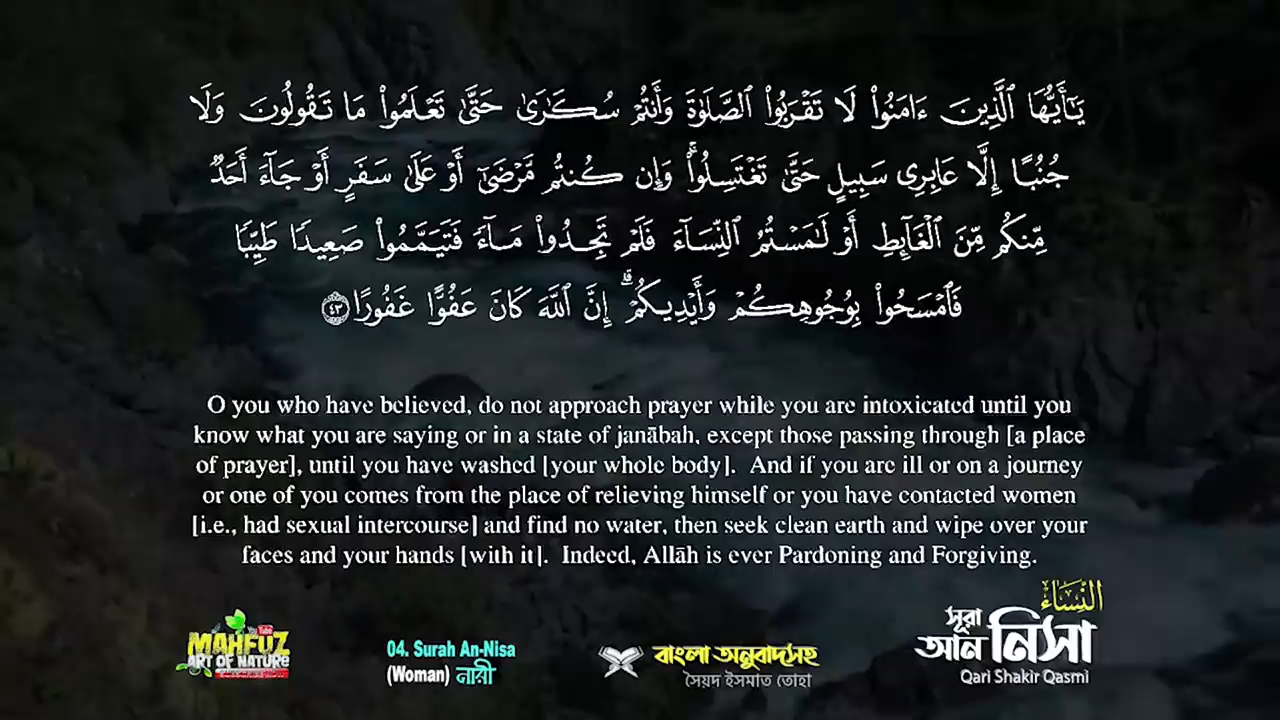 يَـٰٓأَيُّهَا ٱلَّذِينَ ءَامَنُوا۟ لَا تَقْرَبُوا۟ ٱلصَّلَوٰةَ وَأَنتُمْ سُكَـٰرَىٰ حَتَّىٰ تَعْلَمُوا۟ مَا تَقُولُونَ وَلَا
جُنُبًا إِلَّا عَابِرِى سَبِيلٍ حَتَّىٰ تَغْتَسِلُوا۟ ۚ وَإِن كُنتُم مَّرْضَىٰٓ أَوْ عَلَىٰ سَفَرٍ أَوْ جَآءَ أَحَدٌ
مِّنكُم مِّنَ ٱلْغَآئِطِ أَوْ لَـٰمَسْتُمُ ٱلنِّسَآءَ فَلَمْ تَجِدُوا۟ مَآءً فَتَيَمَّمُوا۟ صَعِيدًا طَيِّبًا
فَٱمْسَحُوا۟ بِوُجُوهِكُمْ وَأَيْدِيكُمْ ۗ إِنَّ ٱللَّهَ كَانَ عَفُوًّا غَفُورًا ٤٣
O you who have believed, do not approach prayer while you are intoxicated until you
know what you are saying or in a state of janābah, except those passing through [a place
of prayer], until you have washed [your whole body].  And if you are ill or on a journey
or one of you comes from the place of relieving himself or you have contacted women
[i.e., had sexual intercourse] and find no water, then seek clean earth and wipe over your
faces and your hands [with it].  Indeed, Allāh is ever Pardoning and Forgiving.
MAHFUZ
ART OF NATURE
04. Surah An-Nisa
(Woman) নারী
বাংলা অনুবাদসহ
সৈয়দ ইসমাত তোহা
النِّسَاء
সূরা
আন নিসা
Qari Shakir Qasmi